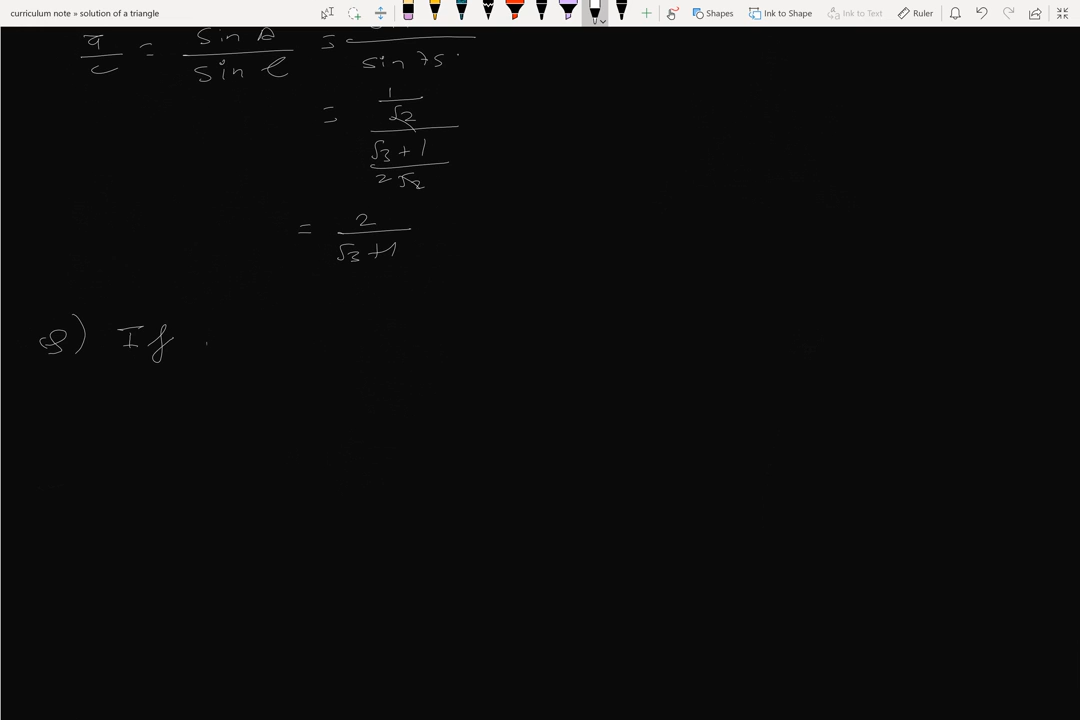 curriculum note » solution of a triangle Shapes Ink to Shape Ink to Text Ruler
a/c = sin A / sin C = / sin 75°
= (1/√2) / ((√3 + 1)/(2√2))
= 2/(√3+1)
8) If